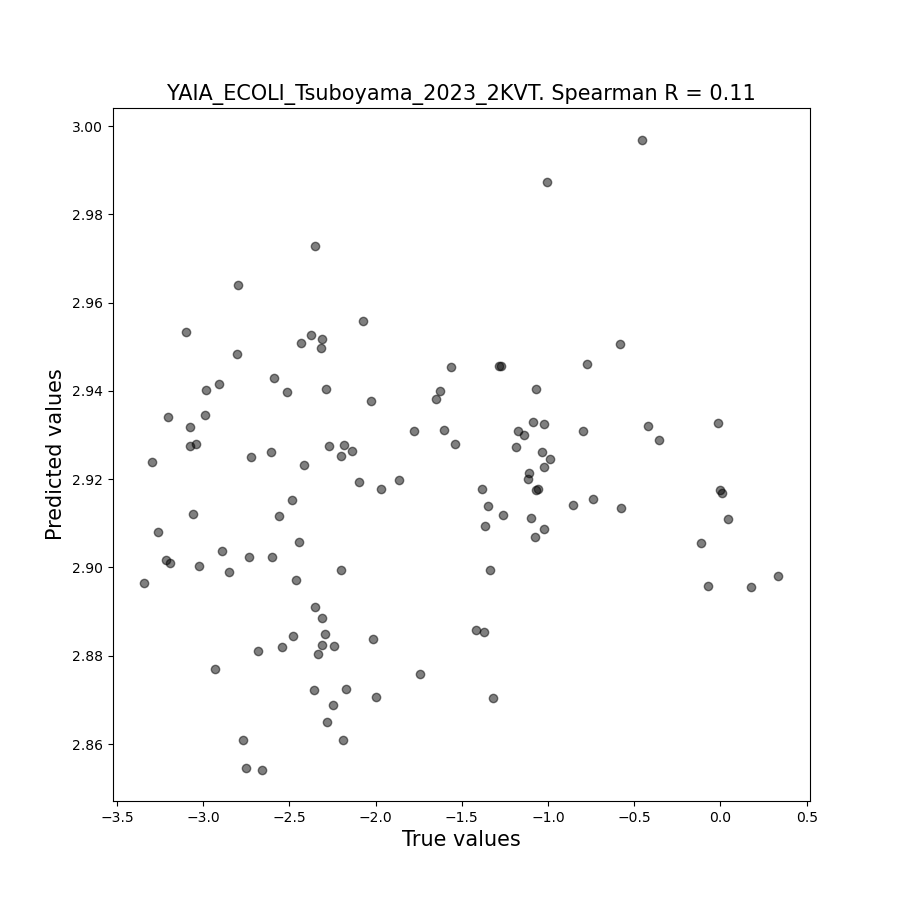 YAIA_ECOLI_Tsuboyama_2023_2KVT. Spearman R = 0.11
3.00
2.98
2.96
2.94
2.92
2.90
2.88
2.86
Predicted values
−3.5 −3.0 −2.5 −2.0 −1.5 −1.0 −0.5 0.0 0.5
True values